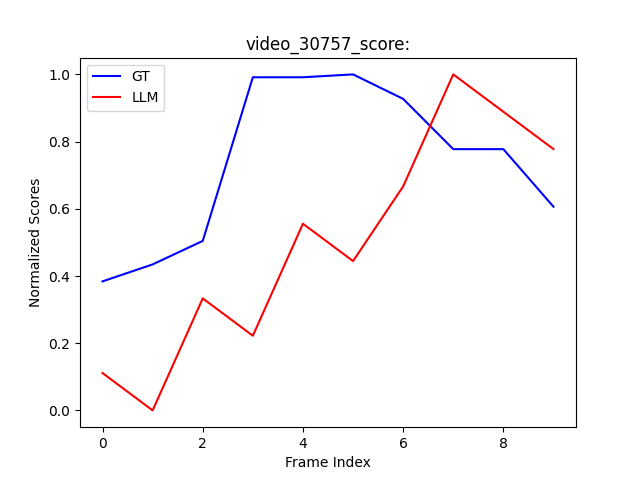 video_30757_score:
GT
LLM
Normalized Scores
1.0
0.8
0.6
0.4
0.2
0.0
0 2 4 6 8
Frame Index